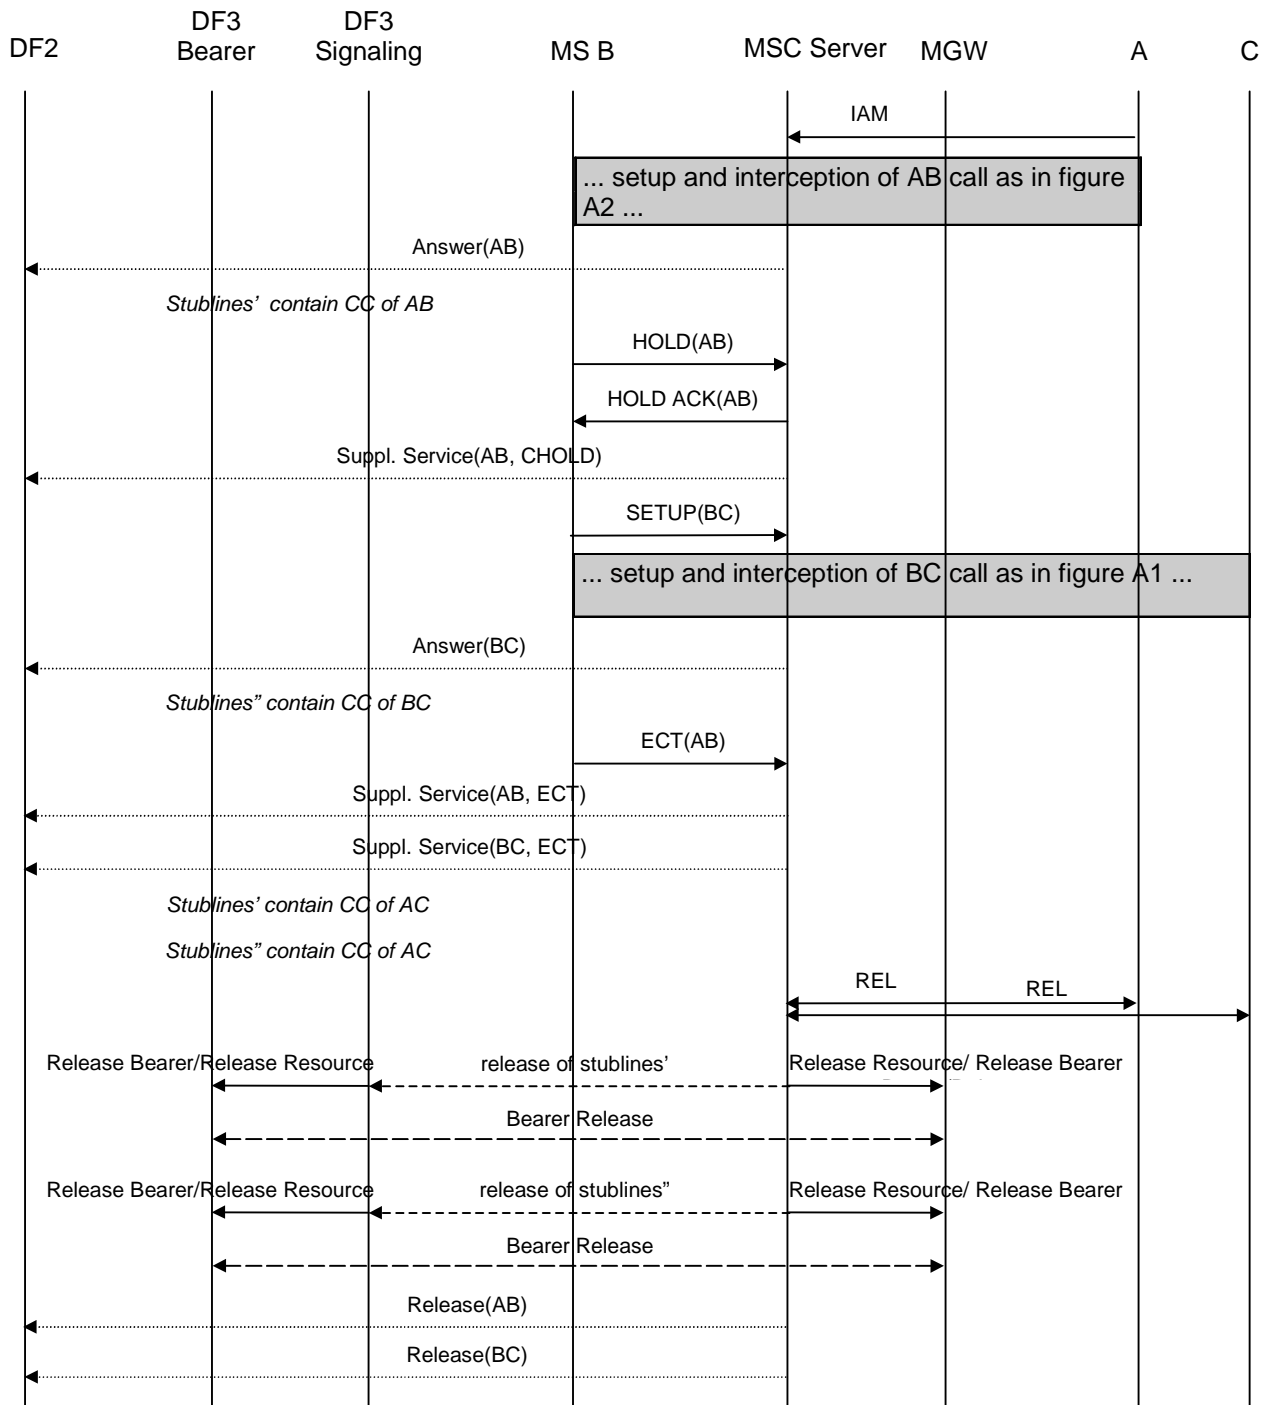 DF2
DF3
Bearer
DF3
Signaling
MS B
MSC Server
MGW
A
C
IAM
... setup and interception of AB call as in figure
A2 ...
Answer(AB)
Stublines’ contain CC of AB
HOLD(AB)
HOLD ACK(AB)
Suppl. Service(AB, CHOLD)
SETUP(BC)
... setup and interception of BC call as in figure A1 ...
Answer(BC)
Stublines” contain CC of BC
ECT(AB)
Suppl. Service(AB, ECT)
Suppl. Service(BC, ECT)
Stublines’ contain CC of AC
Stublines” contain CC of AC
REL
REL
Release Bearer/Release Resource
release of stublines’
Release Resource/ Release Bearer
Bearer Release
Release Bearer/Release Resource
release of stublines”
Release Resource/ Release Bearer
Bearer Release
Release(AB)
Release(BC)